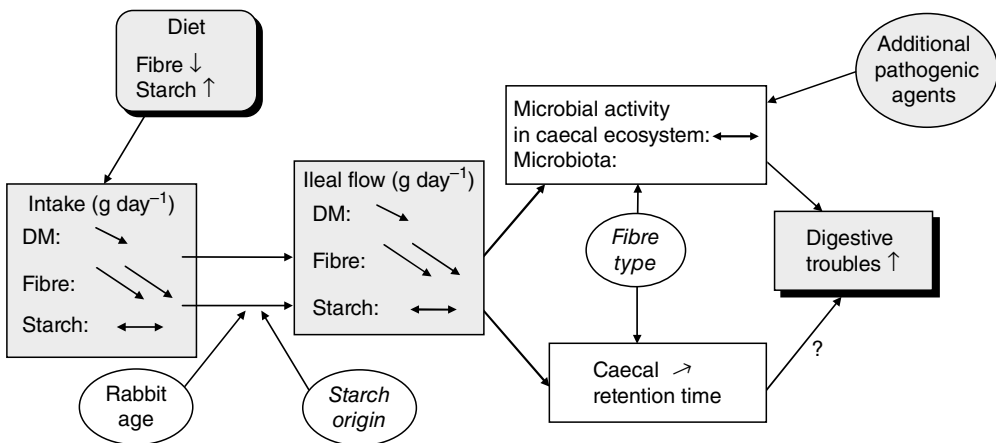 Diet
Fibre ↓
Starch ↑
Intake (g day⁻¹)
DM:
Fibre:
Starch:
Rabbit
age
Starch
origin
Ileal flow (g day⁻¹)
DM:
Fibre:
Starch:
Microbial activity
in caecal ecosystem:
Microbiota:
Fibre
type
Caecal
retention time
Additional
pathogenic
agents
Digestive
troubles ↑
?